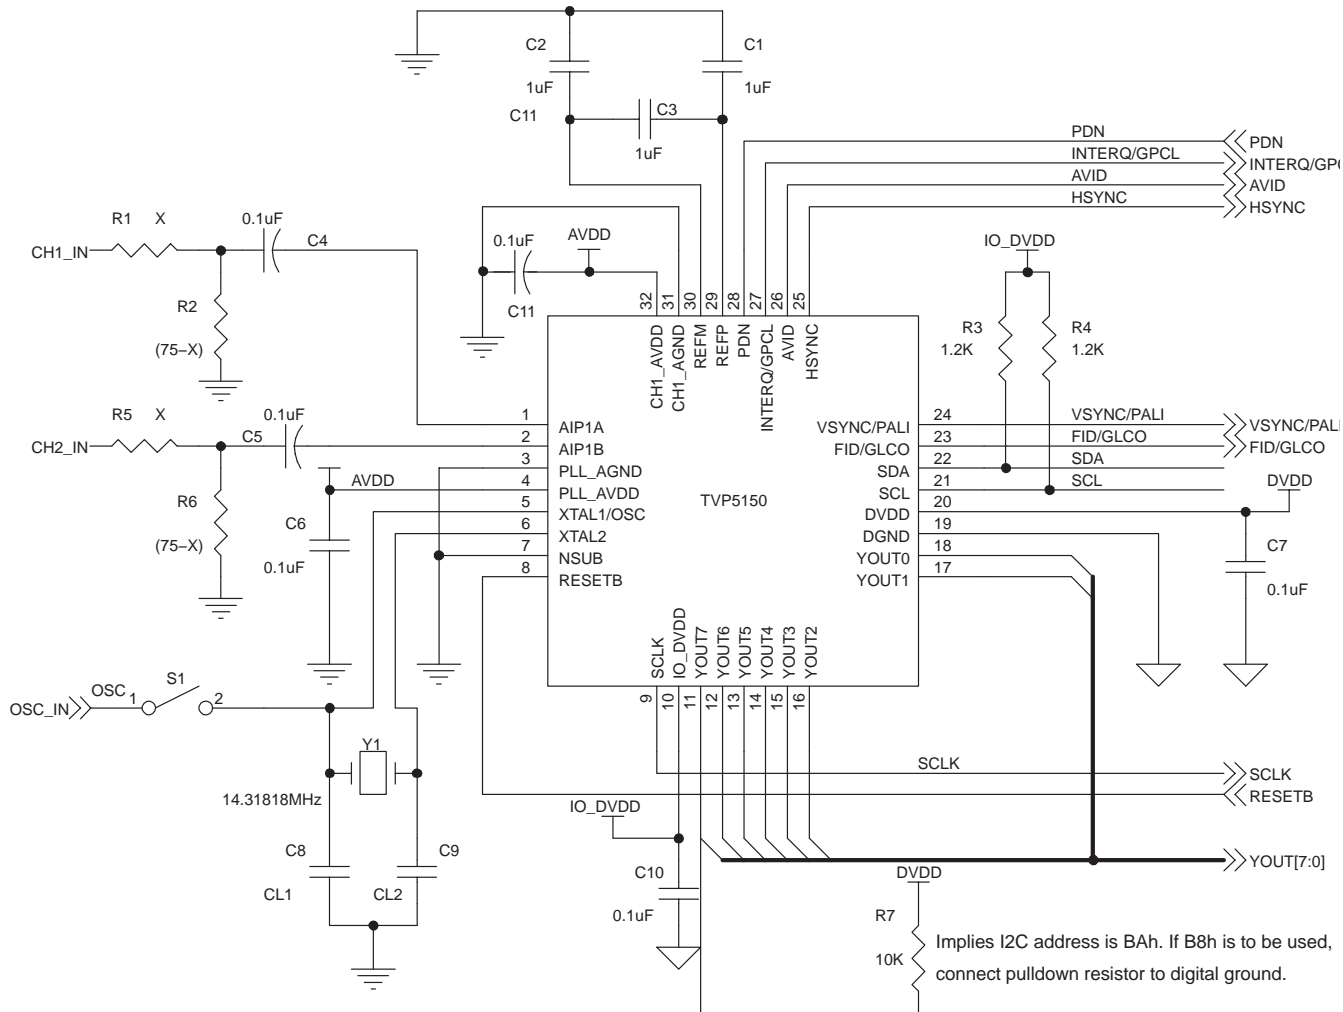 C2
C1
1uF
1uF
C11
C3
1uF
PDN
PDN
INTERQ/GPCL
INTERQ/GPC
AVID
AVID
HSYNC
HSYNC
R1 X
0.1uF
C4
CH1_IN
R2
(75–X)
0.1uF
AVDD
C11
IO_DVDD
R3
1.2K
R4
1.2K
32
31
30
29
28
27
26
25
CH1_AVDD
CH1_AGND
REFM
REFP
PDN
INTERQ/GPCL
AVID
HSYNC
R5 X
0.1uF
C5
CH2_IN
R6
(75–X)
AVDD
C6
0.1uF
1 AIP1A
2 AIP1B
3 PLL_AGND
4 PLL_AVDD
5 XTAL1/OSC
6 XTAL2
7 NSUB
8 RESETB
TVP5150
VSYNC/PALI 24 VSYNC/PALI VSYNC/PALI
FID/GLCO 23 FID/GLCO FID/GLCO
SDA 22 SDA
SCL 21 SCL
DVDD 20 DVDD
DGND 19
YOUT0 18
YOUT1 17
C7
0.1uF
SCLK
IO_DVDD
YOUT7
YOUT6
YOUT5
YOUT4
YOUT3
YOUT2
9
10
11
12
13
14
15
16
OSC_IN OSC 1 S1 2
Y1
14.31818MHz
C8
CL1
C9
CL2
SCLK
SCLK
RESETB
IO_DVDD
C10
0.1uF
YOUT[7:0]
DVDD
R7
10K
Implies I2C address is BAh. If B8h is to be used,
connect pulldown resistor to digital ground.